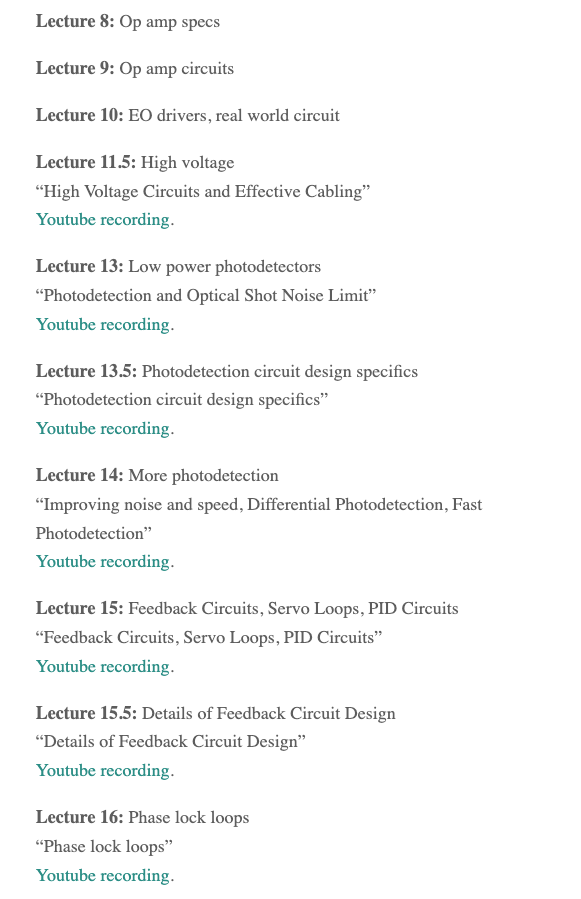 Lecture 8: Op amp specs
Lecture 9: Op amp circuits
Lecture 10: EO drivers, real world circuit
Lecture 11.5: High voltage
“High Voltage Circuits and Effective Cabling”
Youtube recording.
Lecture 13: Low power photodetectors
“Photodetection and Optical Shot Noise Limit”
Youtube recording.
Lecture 13.5: Photodetection circuit design specifics
“Photodetection circuit design specifics”
Youtube recording.
Lecture 14: More photodetection
“Improving noise and speed, Differential Photodetection, Fast
Photodetection”
Youtube recording.
Lecture 15: Feedback Circuits, Servo Loops, PID Circuits
“Feedback Circuits, Servo Loops, PID Circuits”
Youtube recording.
Lecture 15.5: Details of Feedback Circuit Design
“Details of Feedback Circuit Design”
Youtube recording.
Lecture 16: Phase lock loops
“Phase lock loops”
Youtube recording.